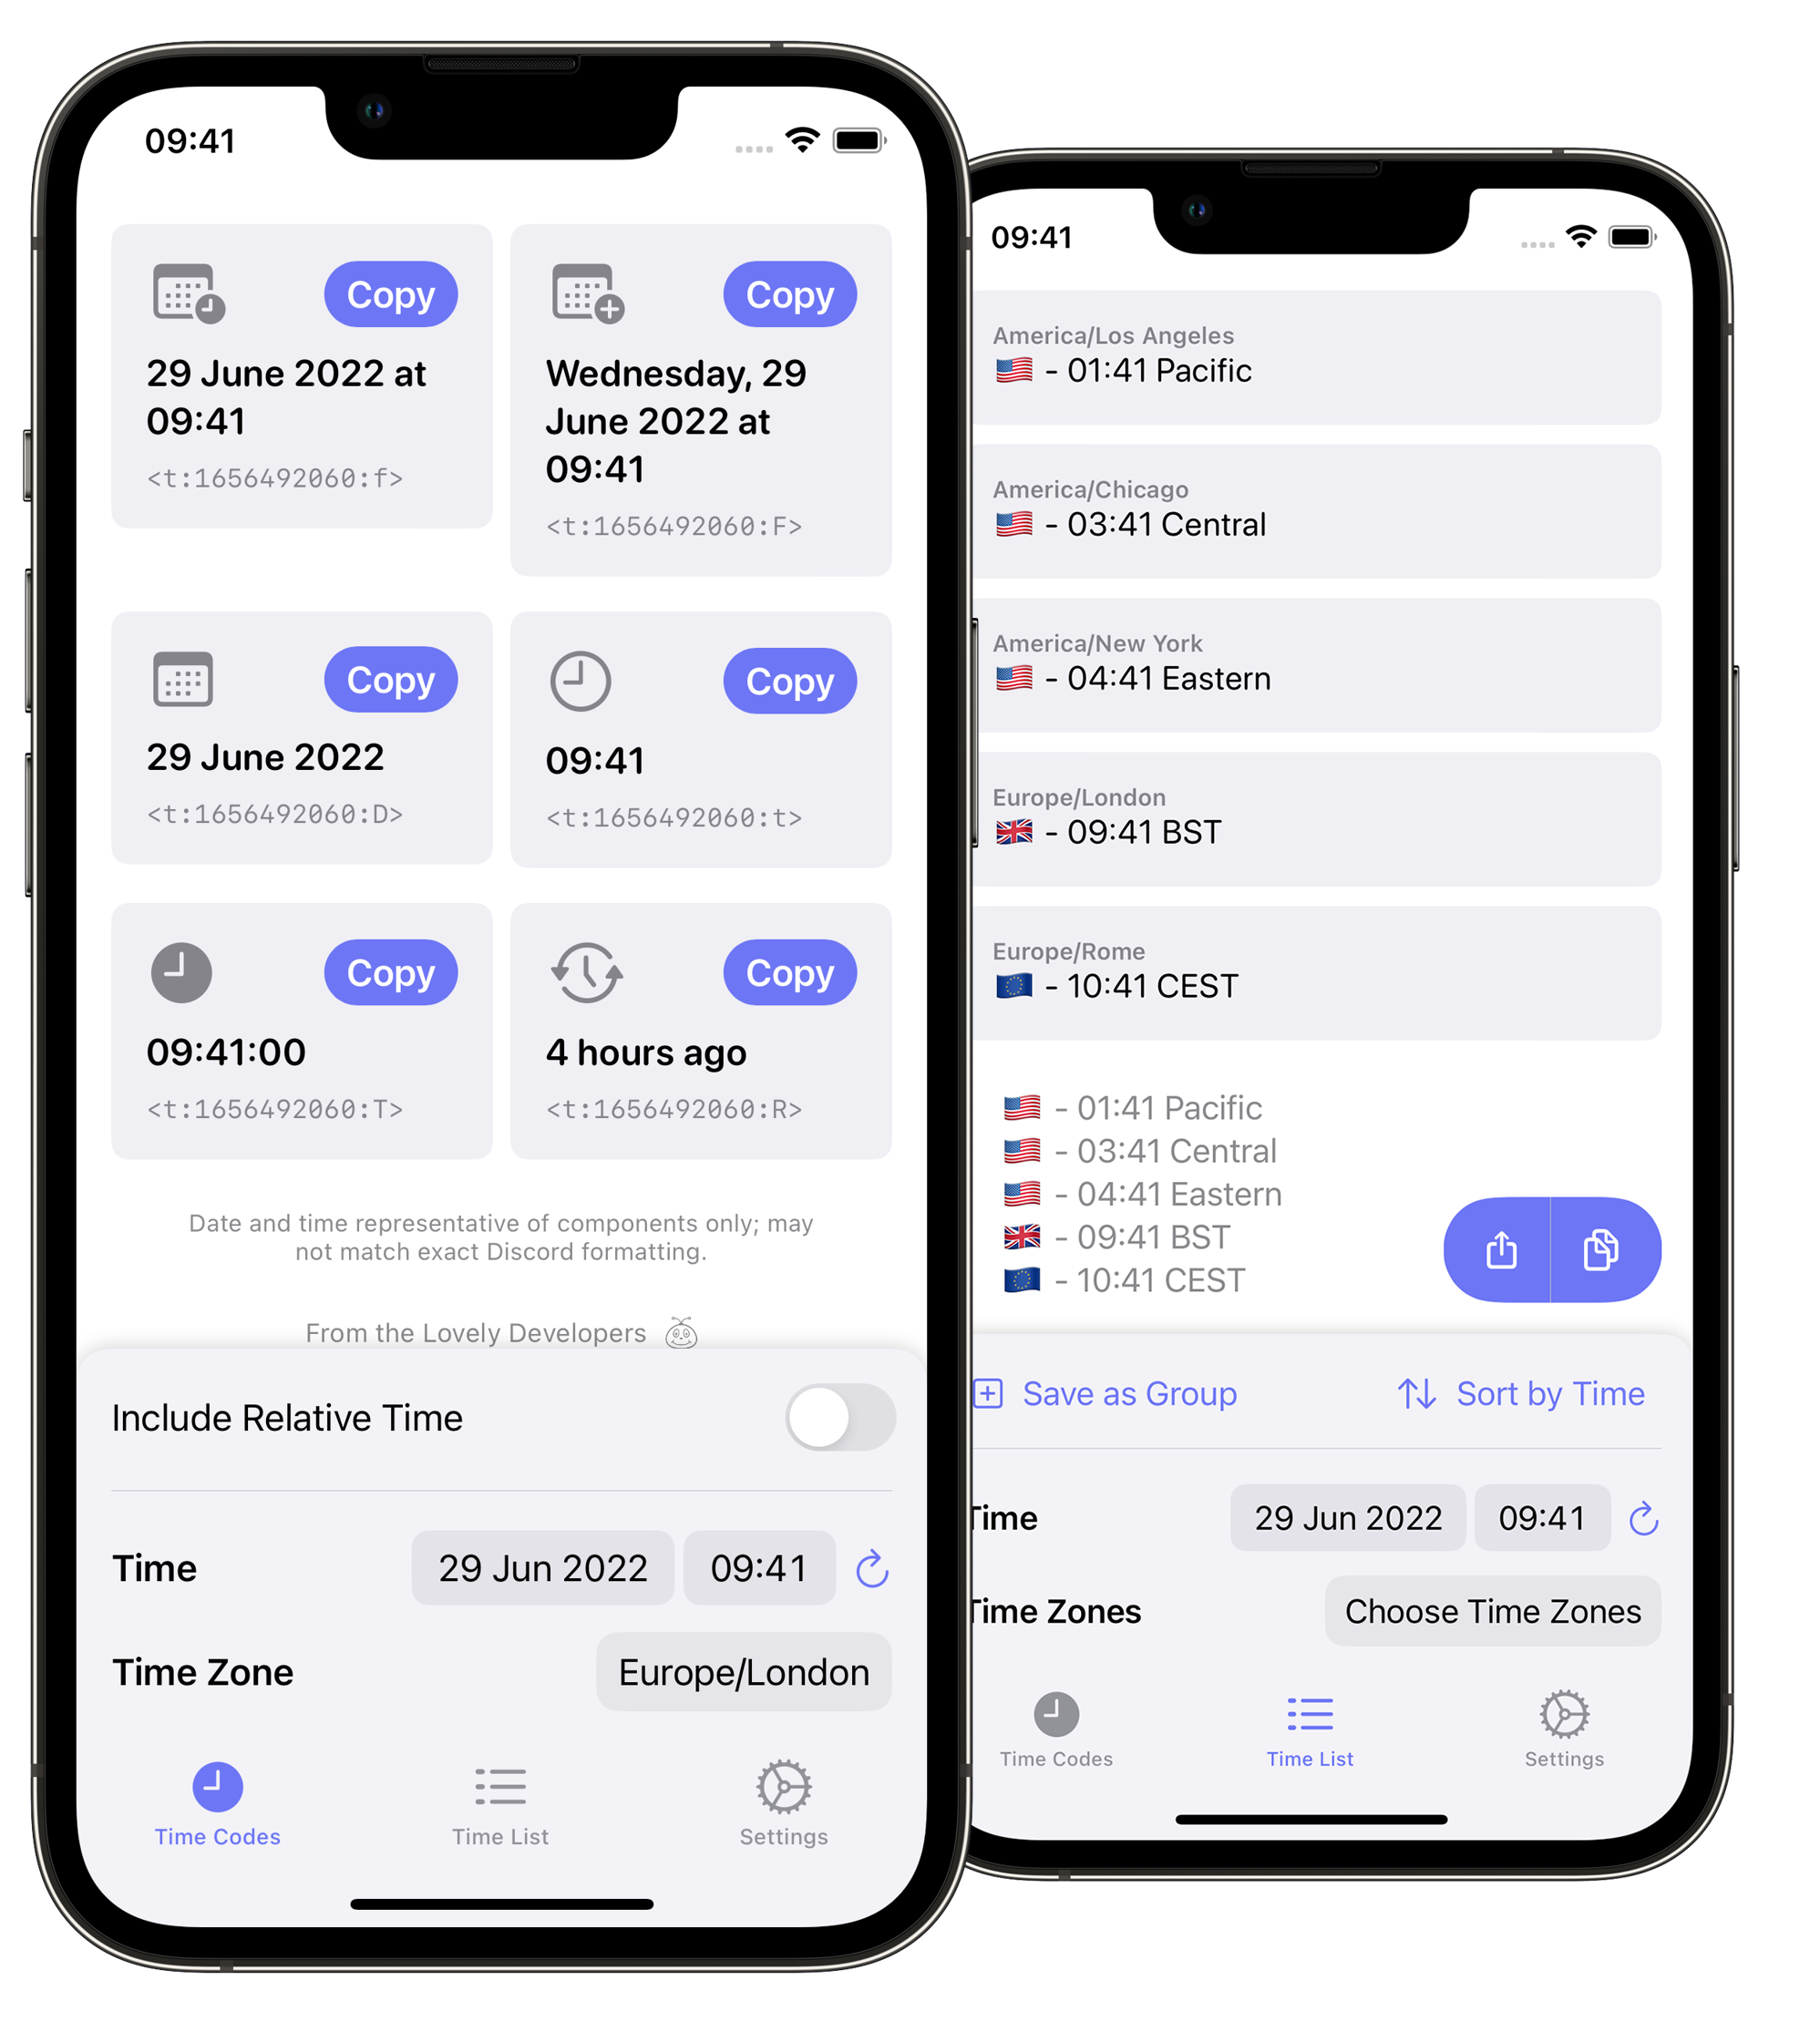 09:41
Copy
29 June 2022 at
09:41
<t:1656492060:f>
Copy
Wednesday, 29
June 2022 at
09:41
<t:1656492060:F>
Copy
29 June 2022
<t:1656492060:D>
Copy
09:41
<t:1656492060:t>
Copy
09:41:00
<t:1656492060:T>
Copy
4 hours ago
<t:1656492060:R>
Date and time representative of components only; may
not match exact Discord formatting.
From the Lovely Developers
Include Relative Time
Time
29 Jun 2022
09:41
Time Zone
Europe/London
Time Codes
Time List
Settings
09:41
America/Los Angeles
- 01:41 Pacific
America/Chicago
- 03:41 Central
America/New York
- 04:41 Eastern
Europe/London
- 09:41 BST
Europe/Rome
- 10:41 CEST
- 01:41 Pacific
- 03:41 Central
- 04:41 Eastern
- 09:41 BST
- 10:41 CEST
Save as Group
Sort by Time
Time
29 Jun 2022
09:41
Time Zones
Choose Time Zones
Time Codes
Time List
Settings